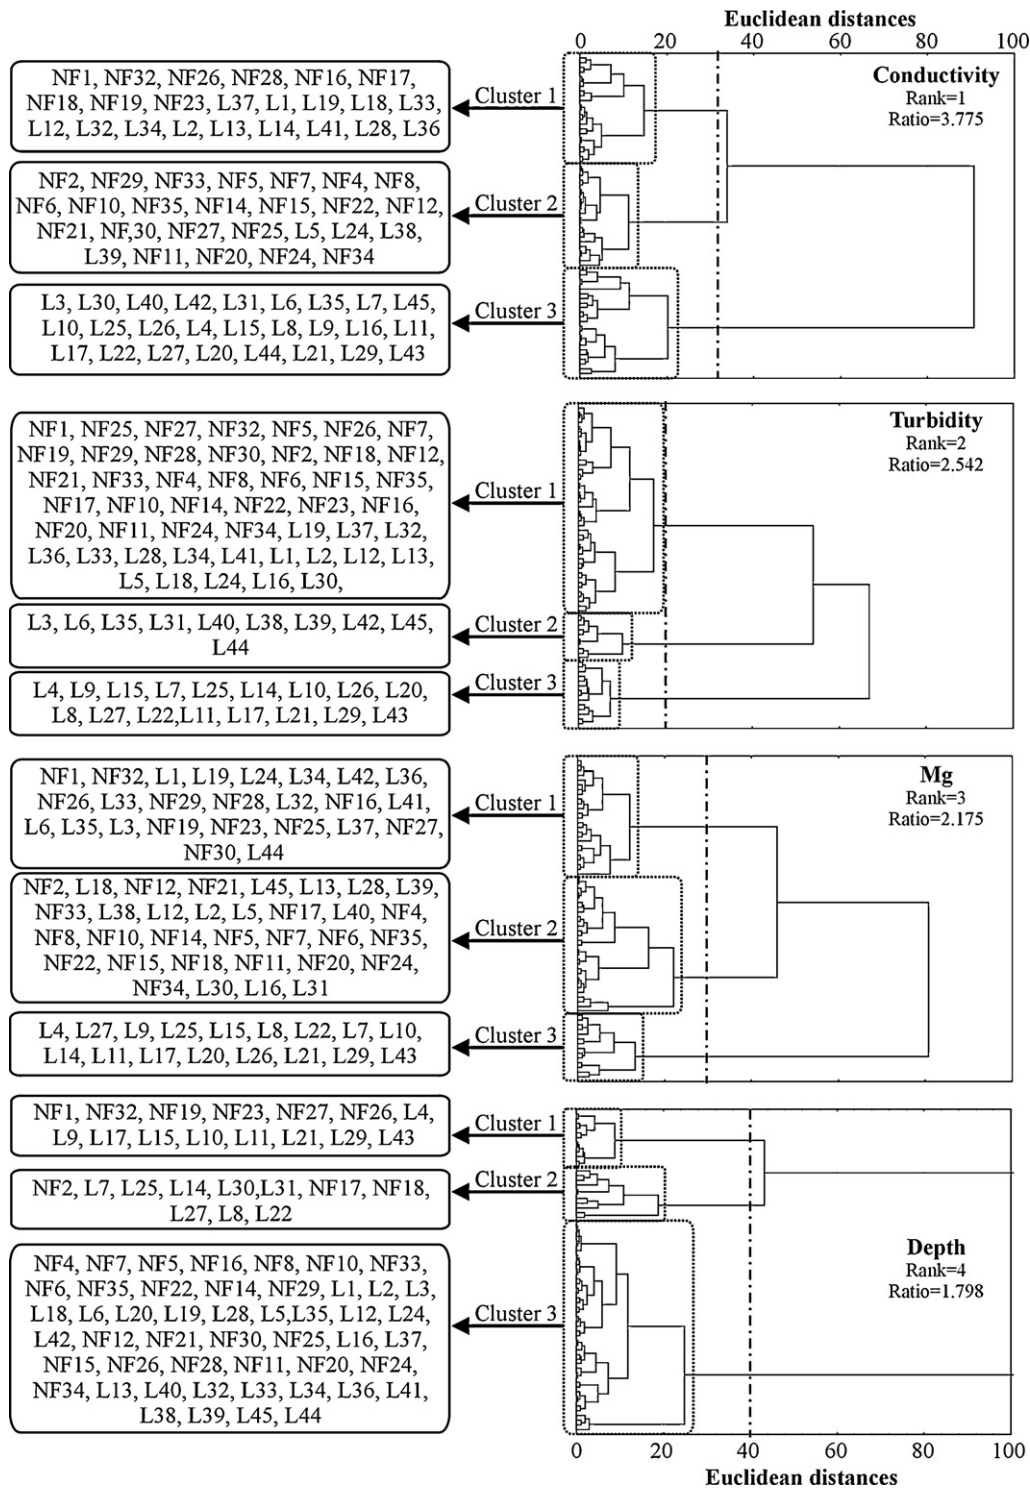 Euclidean distances
0 20 40 60 80 100
NF1, NF32, NF26, NF28, NF16, NF17,
NF18, NF19, NF23, L37, L1, L19, L18, L33,
L12, L32, L34, L2, L13, L14, L41, L28, L36
Cluster 1
Conductivity
Rank=1
Ratio=3.775
NF2, NF29, NF33, NF5, NF7, NF4, NF8,
NF6, NF10, NF35, NF14, NF15, NF22, NF12,
NF21, NF,30, NF27, NF25, L5, L24, L38,
L39, NF11, NF20, NF24, NF34
Cluster 2
L3, L30, L40, L42, L31, L6, L35, L7, L45,
L10, L25, L26, L4, L15, L8, L9, L16, L11,
L17, L22, L27, L20, L44, L21, L29, L43
Cluster 3
NF1, NF25, NF27, NF32, NF5, NF26, NF7,
NF19, NF29, NF28, NF30, NF2, NF18, NF12,
NF21, NF33, NF4, NF8, NF6, NF15, NF35,
NF17, NF10, NF14, NF22, NF23, NF16,
NF20, NF11, NF24, NF34, L19, L37, L32,
L36, L33, L28, L34, L41, L1, L2, L12, L13,
L5, L18, L24, L16, L30,
Cluster 1
Turbidity
Rank=2
Ratio=2.542
L3, L6, L35, L31, L40, L38, L39, L42, L45,
L44
Cluster 2
L4, L9, L15, L7, L25, L14, L10, L26, L20,
L8, L27, L22,L11, L17, L21, L29, L43
Cluster 3
NF1, NF32, L1, L19, L24, L34, L42, L36,
NF26, L33, NF29, NF28, L32, NF16, L41,
L6, L35, L3, NF19, NF23, NF25, L37, NF27,
NF30, L44
Cluster 1
Mg
Rank=3
Ratio=2.175
NF2, L18, NF12, NF21, L45, L13, L28, L39,
NF33, L38, L12, L2, L5, NF17, L40, NF4,
NF8, NF10, NF14, NF5, NF7, NF6, NF35,
NF22, NF15, NF18, NF11, NF20, NF24,
NF34, L30, L16, L31
Cluster 2
L4, L27, L9, L25, L15, L8, L22, L7, L10,
L14, L11, L17, L20, L26, L21, L29, L43
Cluster 3
NF1, NF32, NF19, NF23, NF27, NF26, L4,
L9, L17, L15, L10, L11, L21, L29, L43
Cluster 1
NF2, L7, L25, L14, L30,L31, NF17, NF18,
L27, L8, L22
Cluster 2
NF4, NF7, NF5, NF16, NF8, NF10, NF33,
NF6, NF35, NF22, NF14, NF29, L1, L2, L3,
L18, L6, L20, L19, L28, L5,L35, L12, L24,
L42, NF12, NF21, NF30, NF25, L16, L37,
NF15, NF26, NF28, NF11, NF20, NF24,
NF34, L13, L40, L32, L33, L34, L36, L41,
L38, L39, L45, L44
Cluster 3
Depth
Rank=4
Ratio=1.798
0 20 40 60 80 100
Euclidean distances